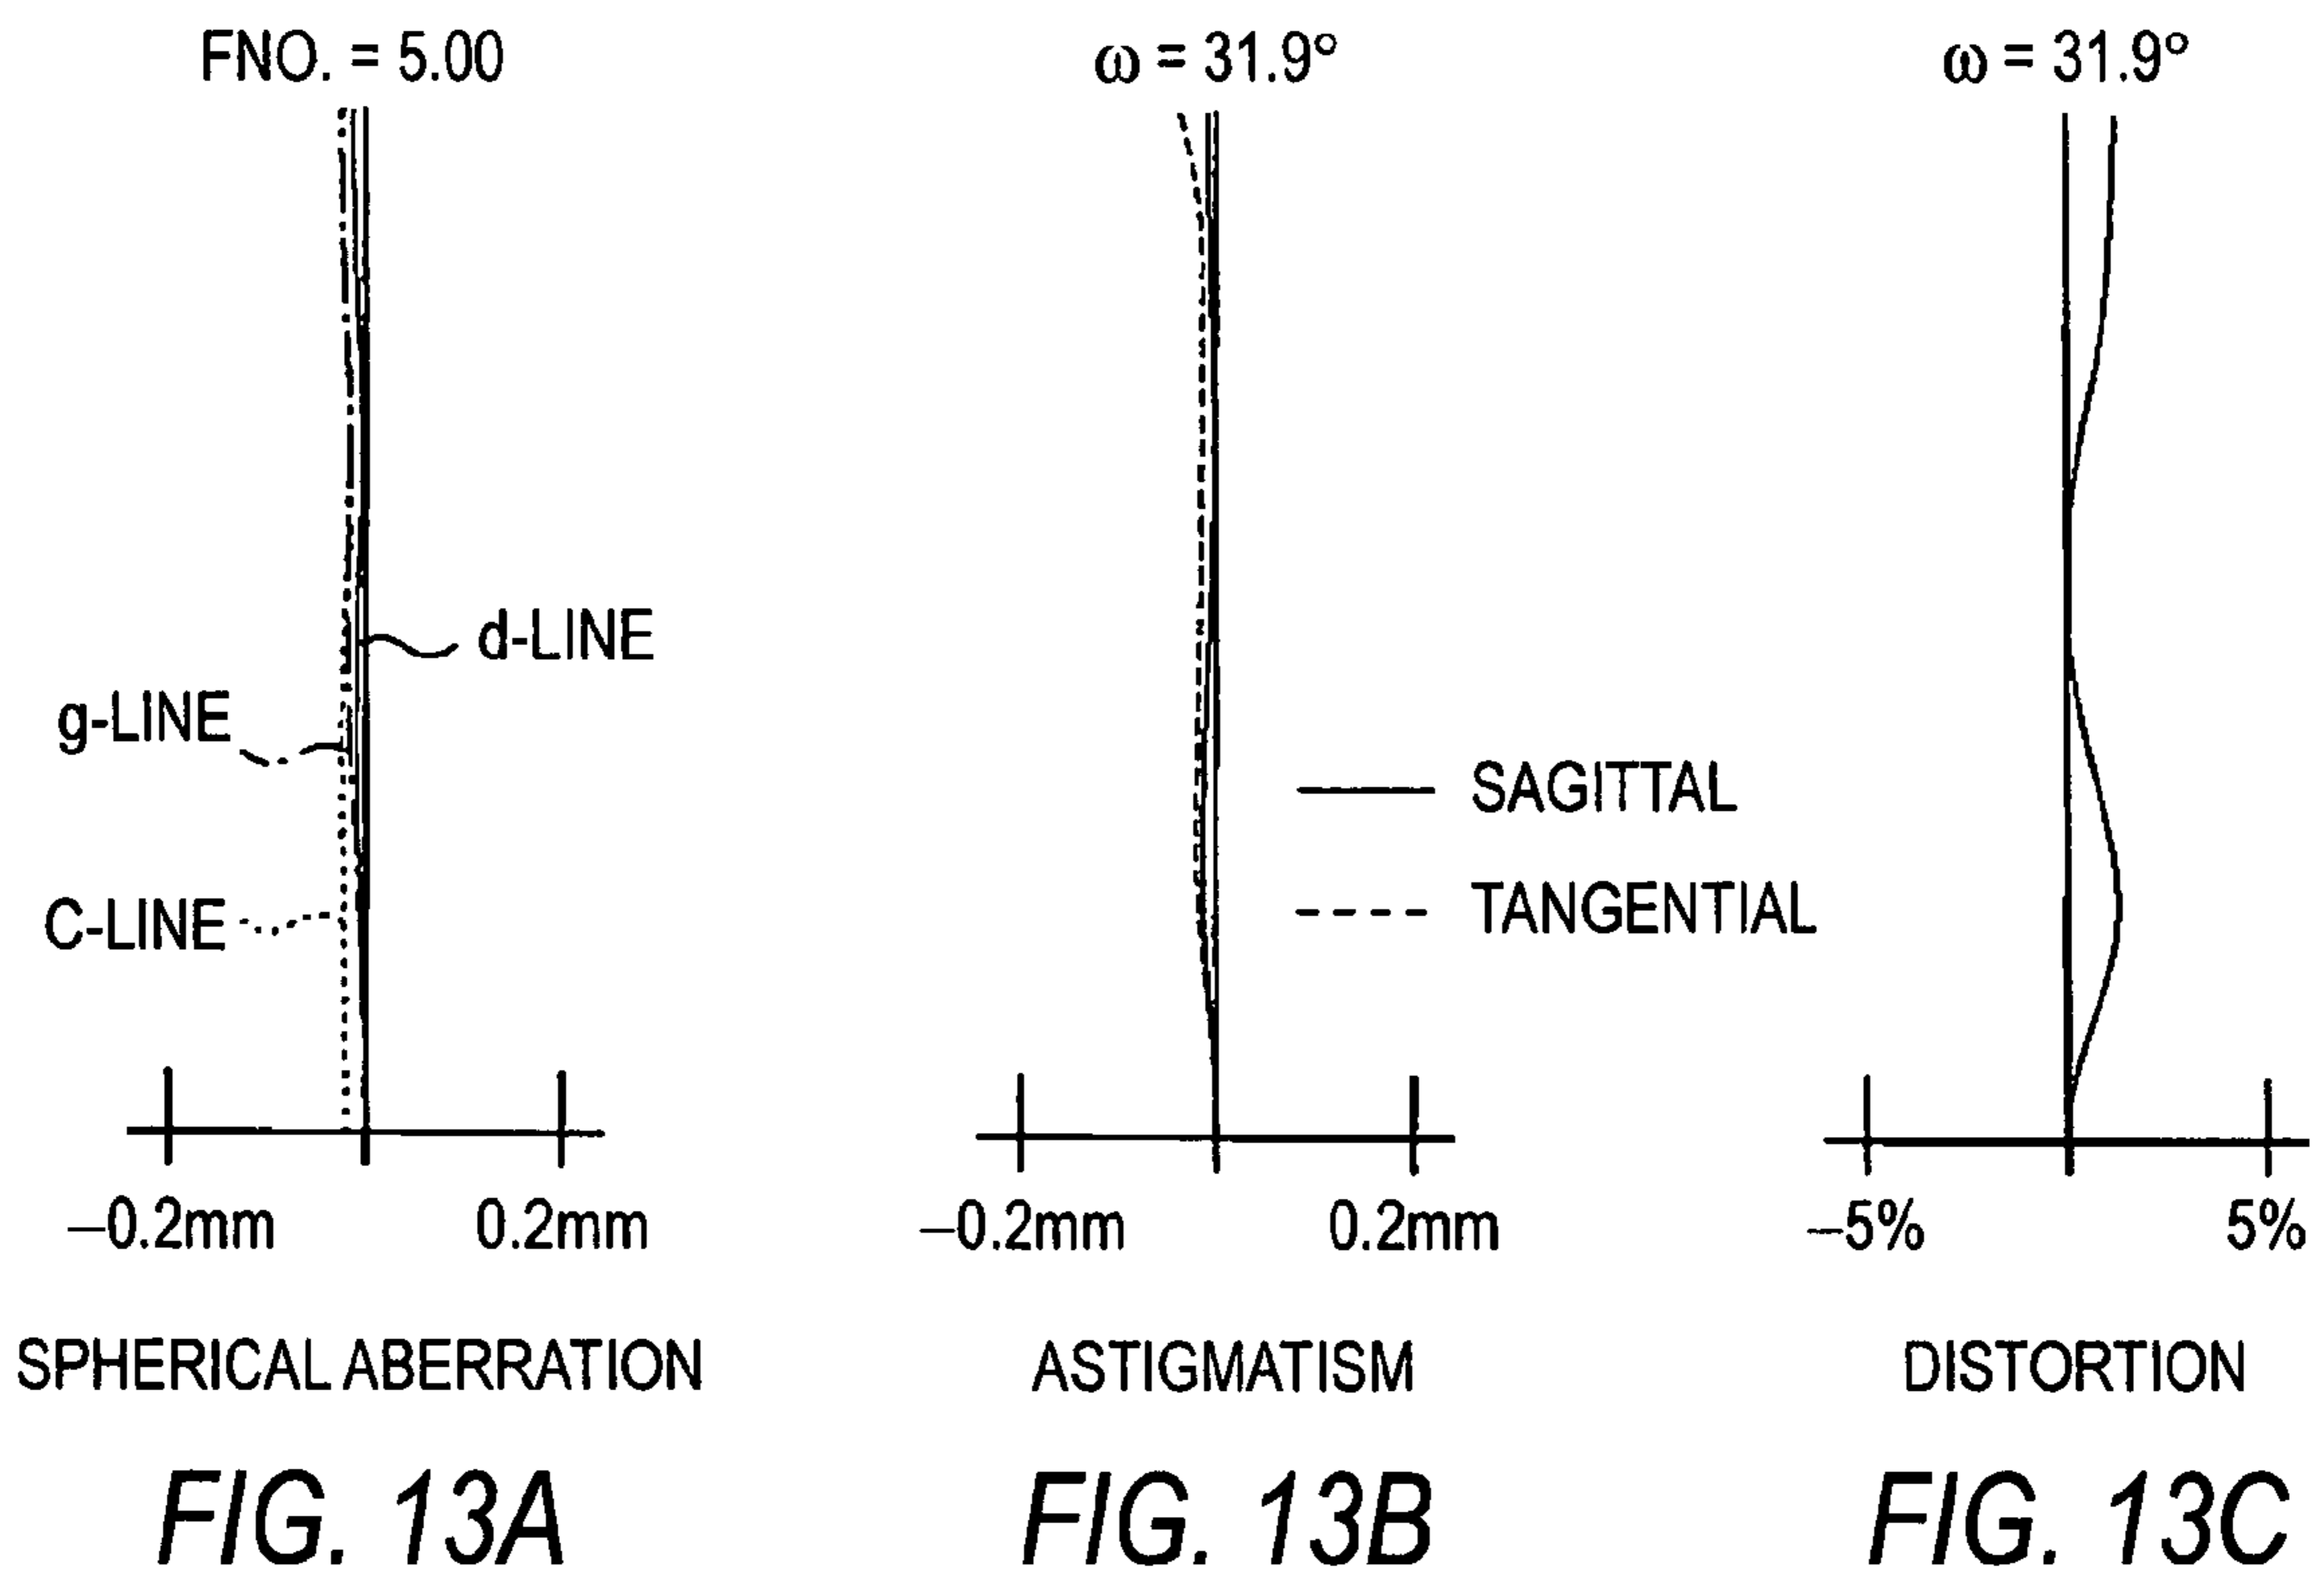 FNO. = 5.00
ω = 31.9°
ω = 31.9°
d-LINE
g-LINE
C-LINE
SAGITTAL
TANGENTIAL
−0.2mm
0.2mm
−0.2mm
0.2mm
−5%
5%
SPHERICAL ABERRATION
ASTIGMATISM
DISTORTION
FIG. 13A
FIG. 13B
FIG. 13C